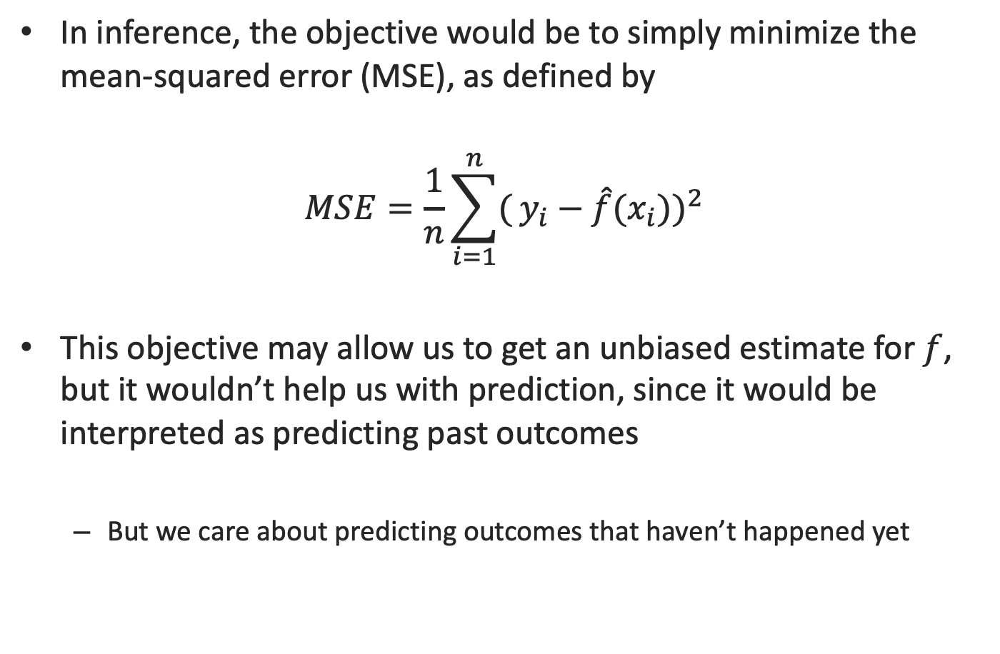 • In inference, the objective would be to simply minimize the
mean-squared error (MSE), as defined by
MSE = \frac{1}{n} \sum_{i=1}^{n} ( y_i − \hat{f}(x_i))^2
• This objective may allow us to get an unbiased estimate for f,
but it wouldn’t help us with prediction, since it would be
interpreted as predicting past outcomes
– But we care about predicting outcomes that haven’t happened yet